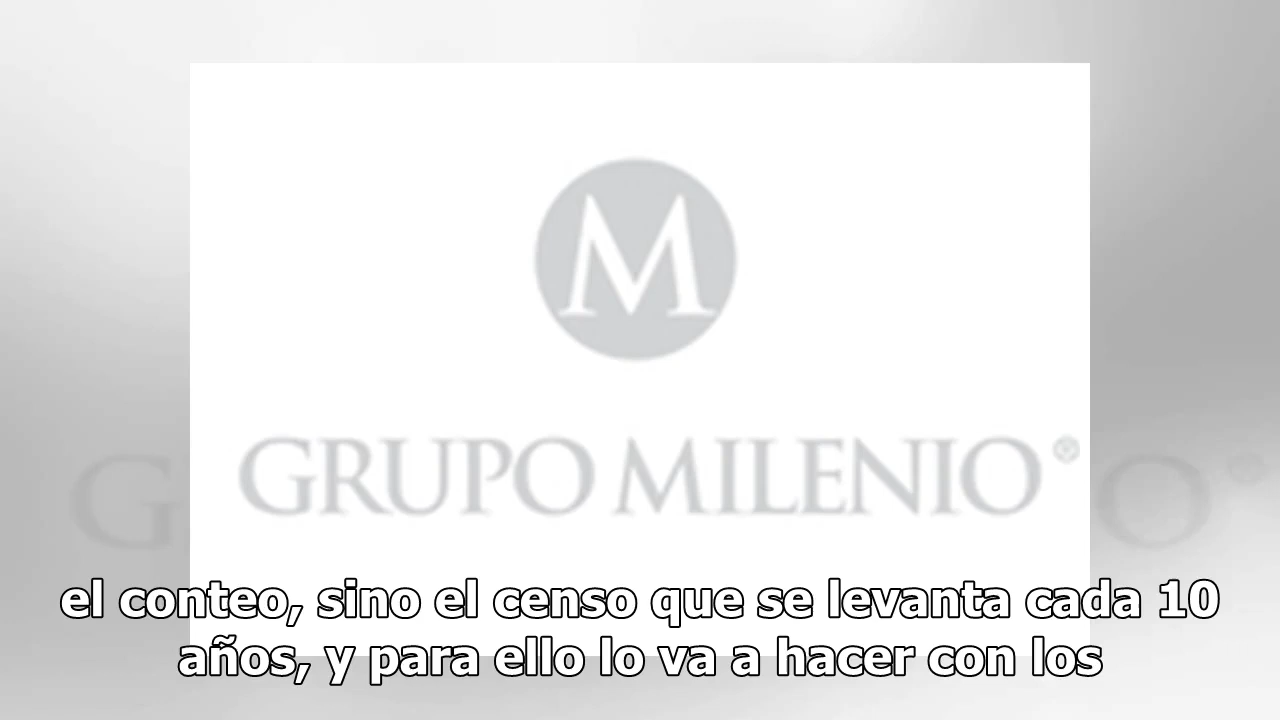 M
GRUPO MILENIO®
el conteo, sino el censo que se levanta cada 10
años, y para ello lo va a hacer con los